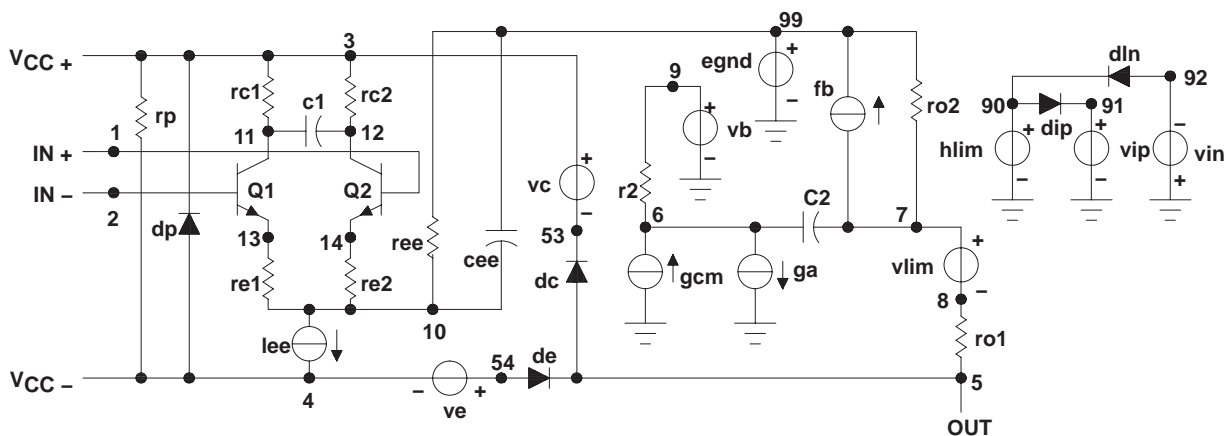 99
VCC +
3
egnd
+
−
9
fb
ro2
dln
92
rc1
rc2
c1
rp
1
11
12
+
vb
−
90
91
dip
IN +
hlim
+
−
+
vip
−
−
vin
+
IN −
2
Q1
Q2
r2
C2
dp
13
14
ree
cee
vc
+
−
53
6
7
dc
gcm
ga
vlim
+
−
8
re1
re2
10
lee
54
de
ro1
VCC −
4
−
ve
+
5
OUT